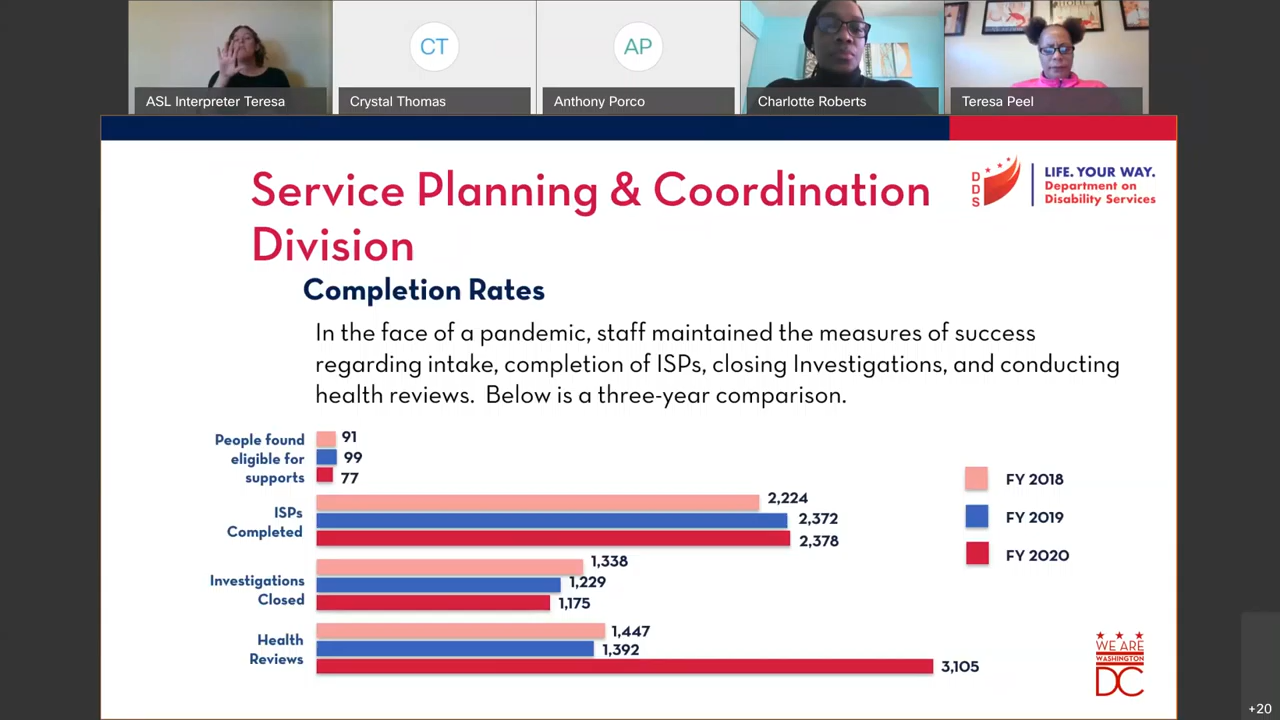 CT
AP
ASL Interpreter Teresa
Crystal Thomas
Anthony Porco
Charlotte Roberts
Teresa Peel
Service Planning & Coordination
Division
DDS
LIFE. YOUR WAY.
Department on
Disability Services
Completion Rates
In the face of a pandemic, staff maintained the measures of success
regarding intake, completion of ISPs, closing Investigations, and conducting
health reviews.  Below is a three-year comparison.
People found
eligible for
supports
91
99
77
ISPs
Completed
2,224
2,372
2,378
Investigations
Closed
1,338
1,229
1,175
Health
Reviews
1,447
1,392
3,105
FY 2018
FY 2019
FY 2020
WE ARE
WASHINGTON
DC
+20